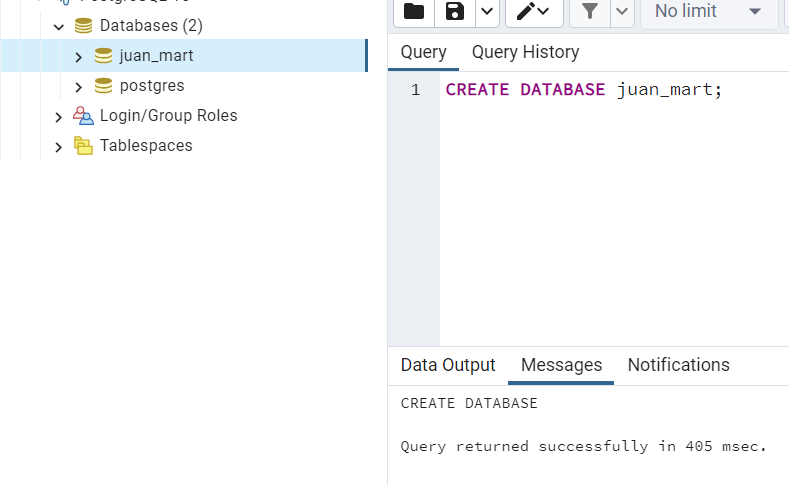 Databases (2)
juan_mart
postgres
Login/Group Roles
Tablespaces
No limit
Query Query History
1 CREATE DATABASE juan_mart;
Data Output Messages Notifications
CREATE DATABASE
Query returned successfully in 405 msec.